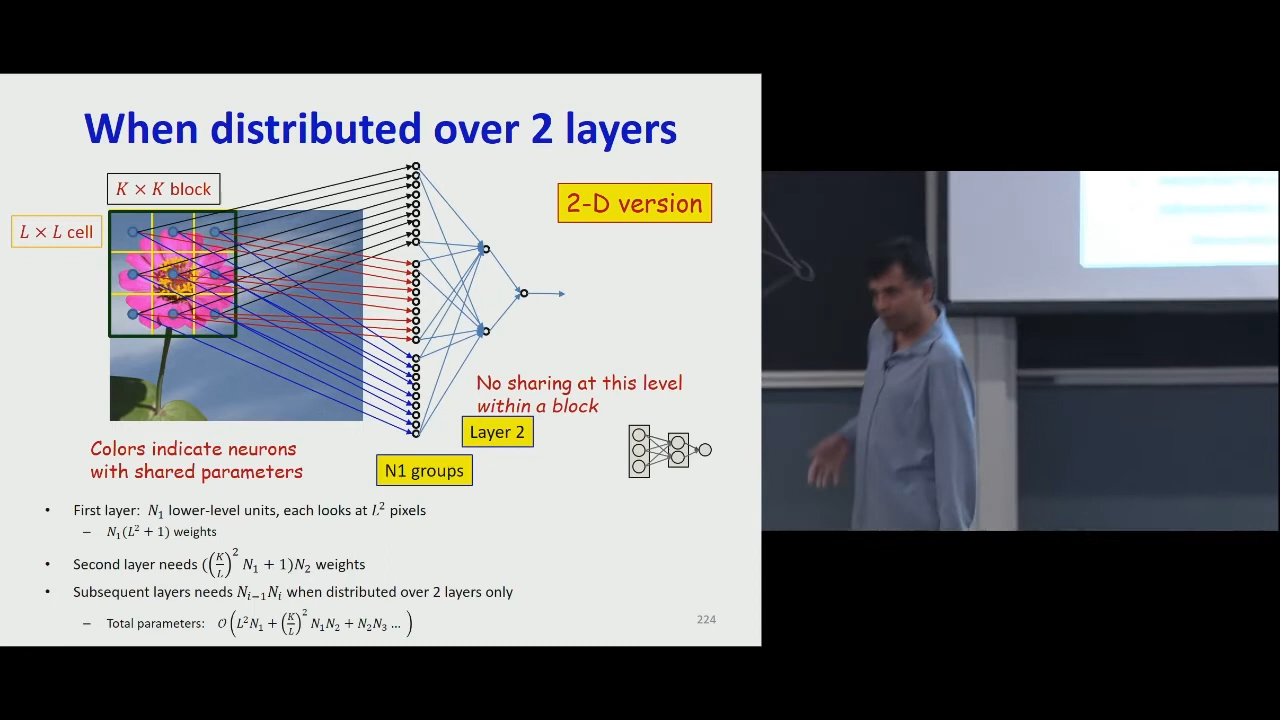 When distributed over 2 layers
K × K block
2-D version
L × L cell
No sharing at this level
within a block
Layer 2
Colors indicate neurons
with shared parameters
N1 groups
• First layer: N₁ lower-level units, each looks at L² pixels
– N₁(L² + 1) weights
• Second layer needs ((K/L)² N₁ + 1)N₂ weights
• Subsequent layers needs Nᵢ₋₁Nᵢ when distributed over 2 layers only
– Total parameters: 𝒪(L²N₁ + (K/L)² N₁N₂ + N₂N₃ … )
224